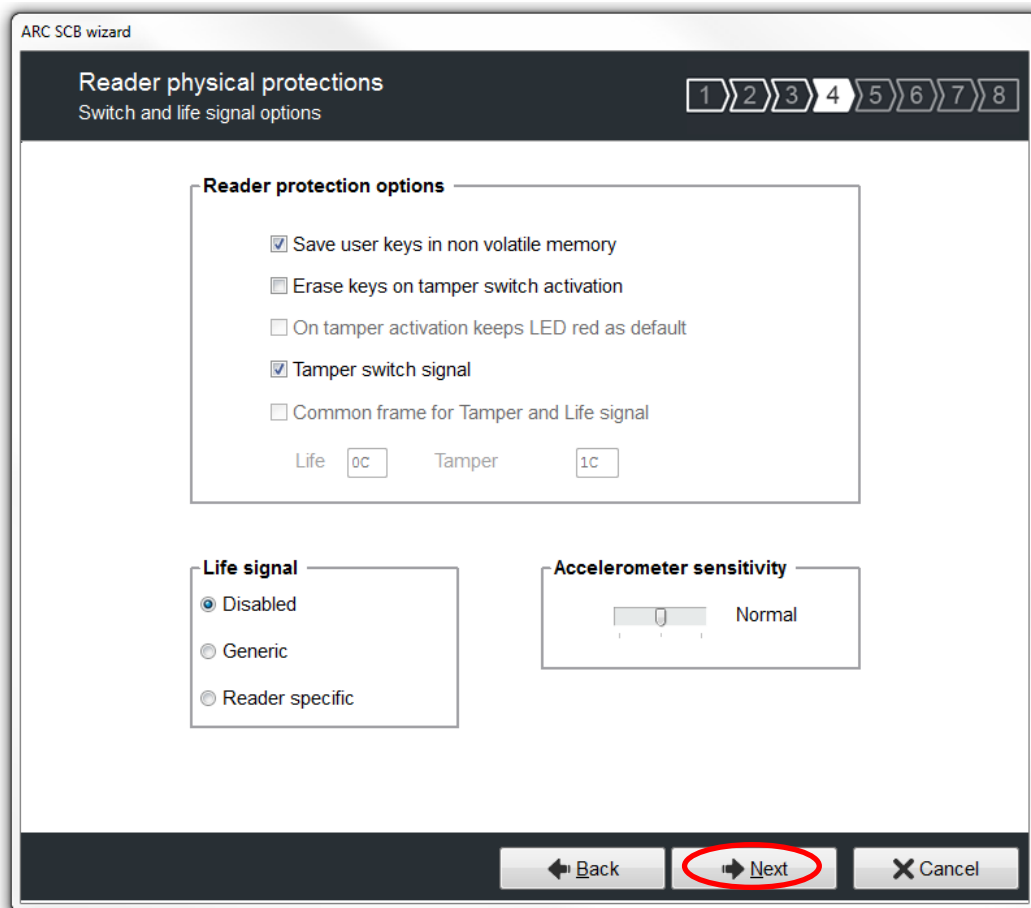 ARC SCB wizard
Reader physical protections
Switch and life signal options
1 2 3 4 5 6 7 8
Reader protection options
Save user keys in non volatile memory
Erase keys on tamper switch activation
On tamper activation keeps LED red as default
Tamper switch signal
Common frame for Tamper and Life signal
Life 0C Tamper 1C
Life signal
Disabled
Generic
Reader specific
Accelerometer sensitivity
Normal
Back Next Cancel